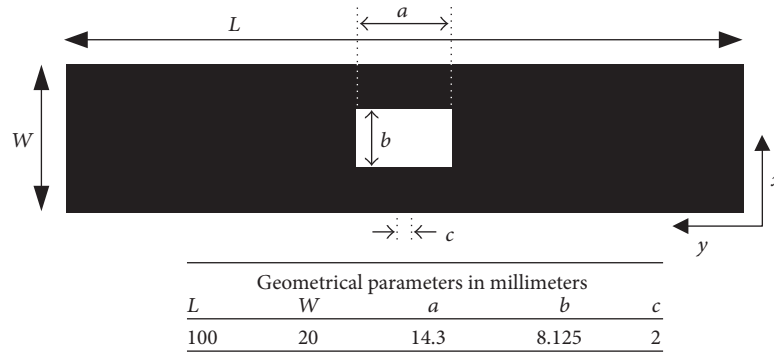 a
L
W
b
x
c
y
Geometrical parameters in millimeters
L W a b c
100 20 14.3 8.125 2